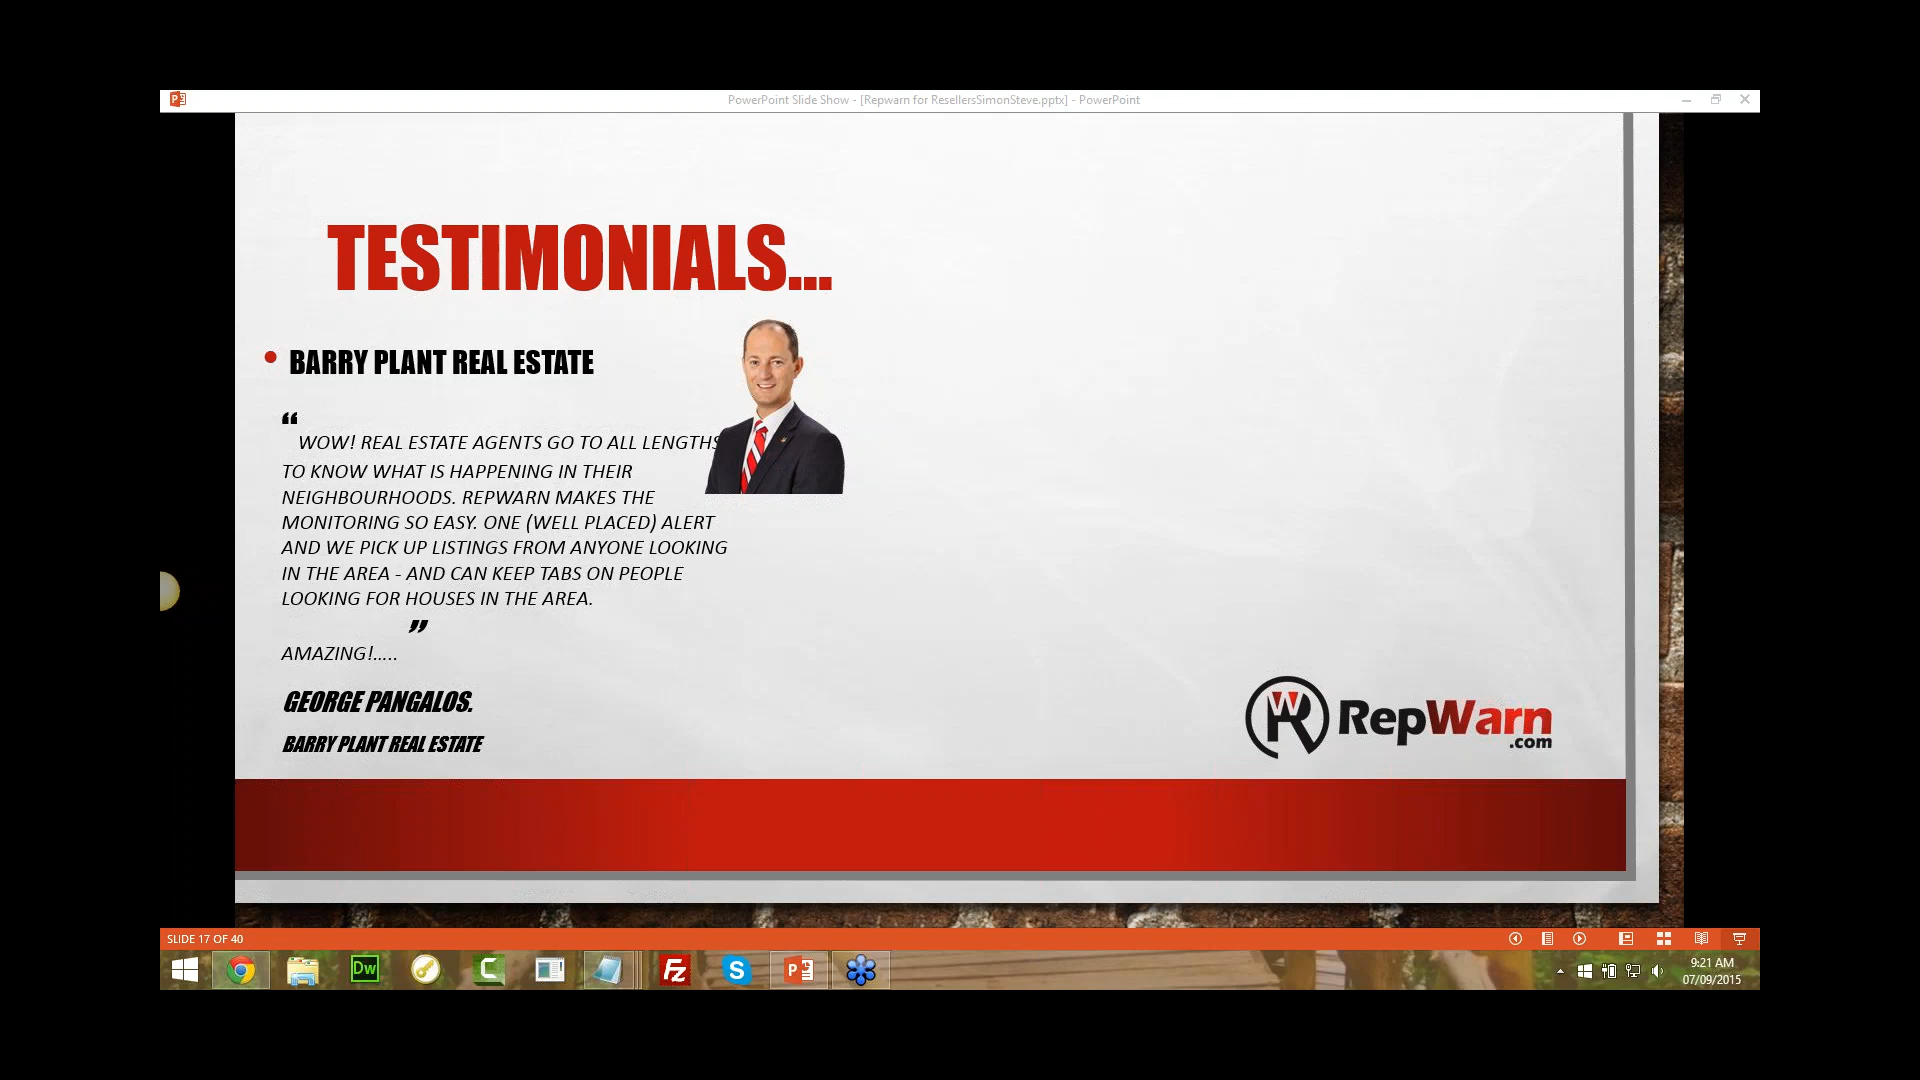 PowerPoint Slide Show - [Repwarn for ResellersSimonSteve.pptx] - PowerPoint
TESTIMONIALS...
• BARRY PLANT REAL ESTATE
“
WOW! REAL ESTATE AGENTS GO TO ALL LENGTHS
TO KNOW WHAT IS HAPPENING IN THEIR
NEIGHBOURHOODS. REPWARN MAKES THE
MONITORING SO EASY. ONE (WELL PLACED) ALERT
AND WE PICK UP LISTINGS FROM ANYONE LOOKING
IN THE AREA - AND CAN KEEP TABS ON PEOPLE
LOOKING FOR HOUSES IN THE AREA.
”
AMAZING!.....
GEORGE PANGALOS.
BARRY PLANT REAL ESTATE
RepWarn
.com
SLIDE 17 OF 40
Dw
9:21 AM
07/09/2015